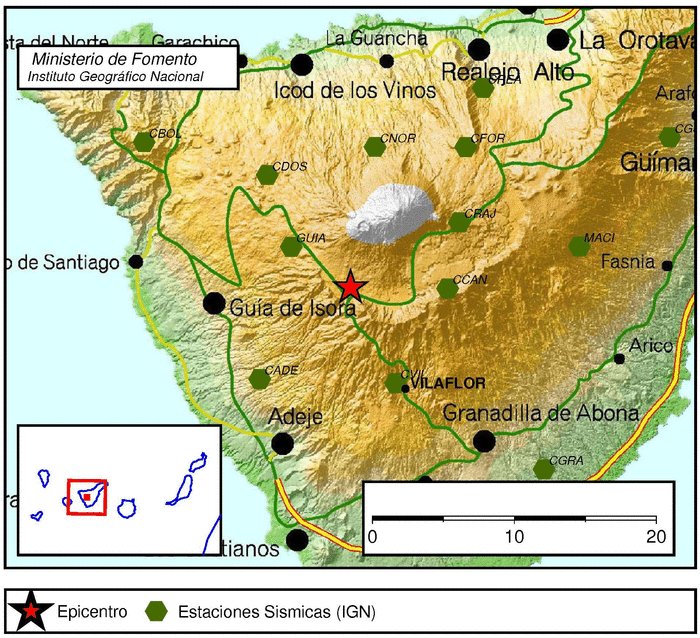 sta del Norte
Garachico
La Guancha
La Orotava
Ministerio de Fomento
Instituto Geográfico Nacional
Icod de los Vinos
Realejo Alto
Arafo
CBOL
CNOR
CFOR
Güímar
CDOS
CRAJ
GUIA
MACI
o de Santiago
Fasnia
CCAN
Guía de Isora
Arico
CADE
CVIL
VILAFLOR
Adeje
Granadilla de Abona
CGRA
0 10 20
tianos
Epicentro
Estaciones Sismicas (IGN)